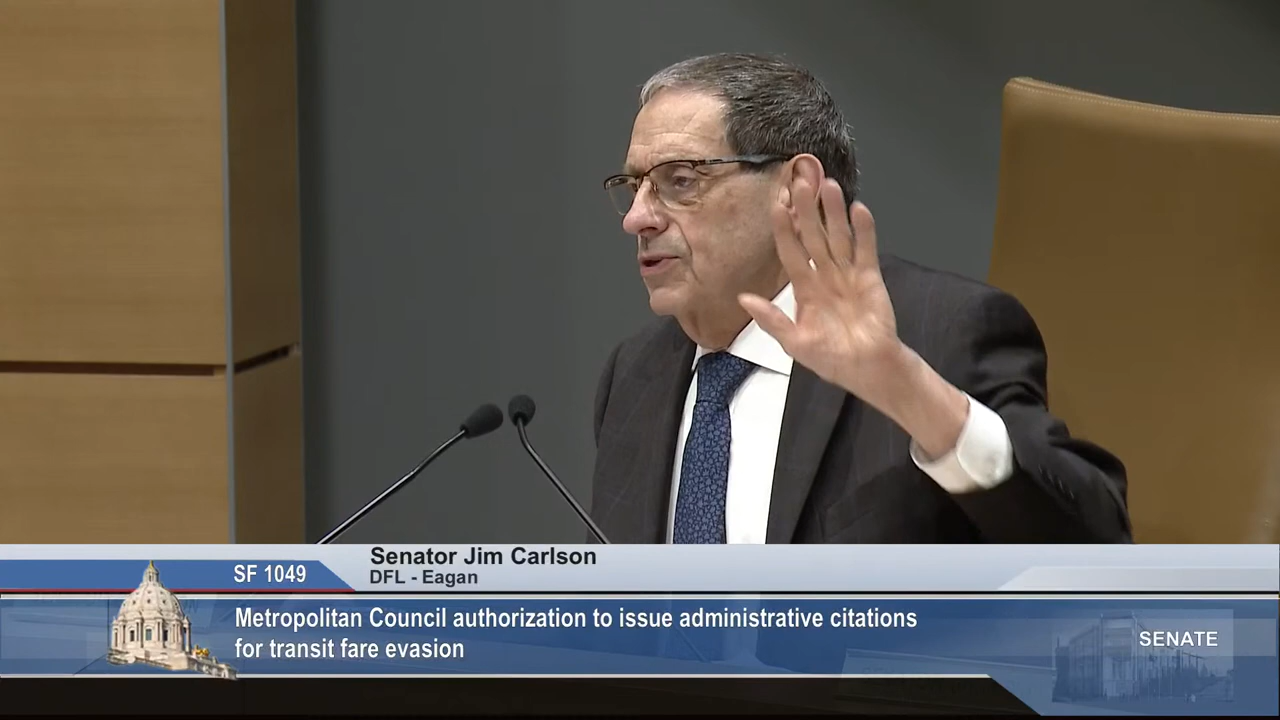 SF 1049
Senator Jim Carlson
DFL - Eagan
Metropolitan Council authorization to issue administrative citations
for transit fare evasion
SENATE